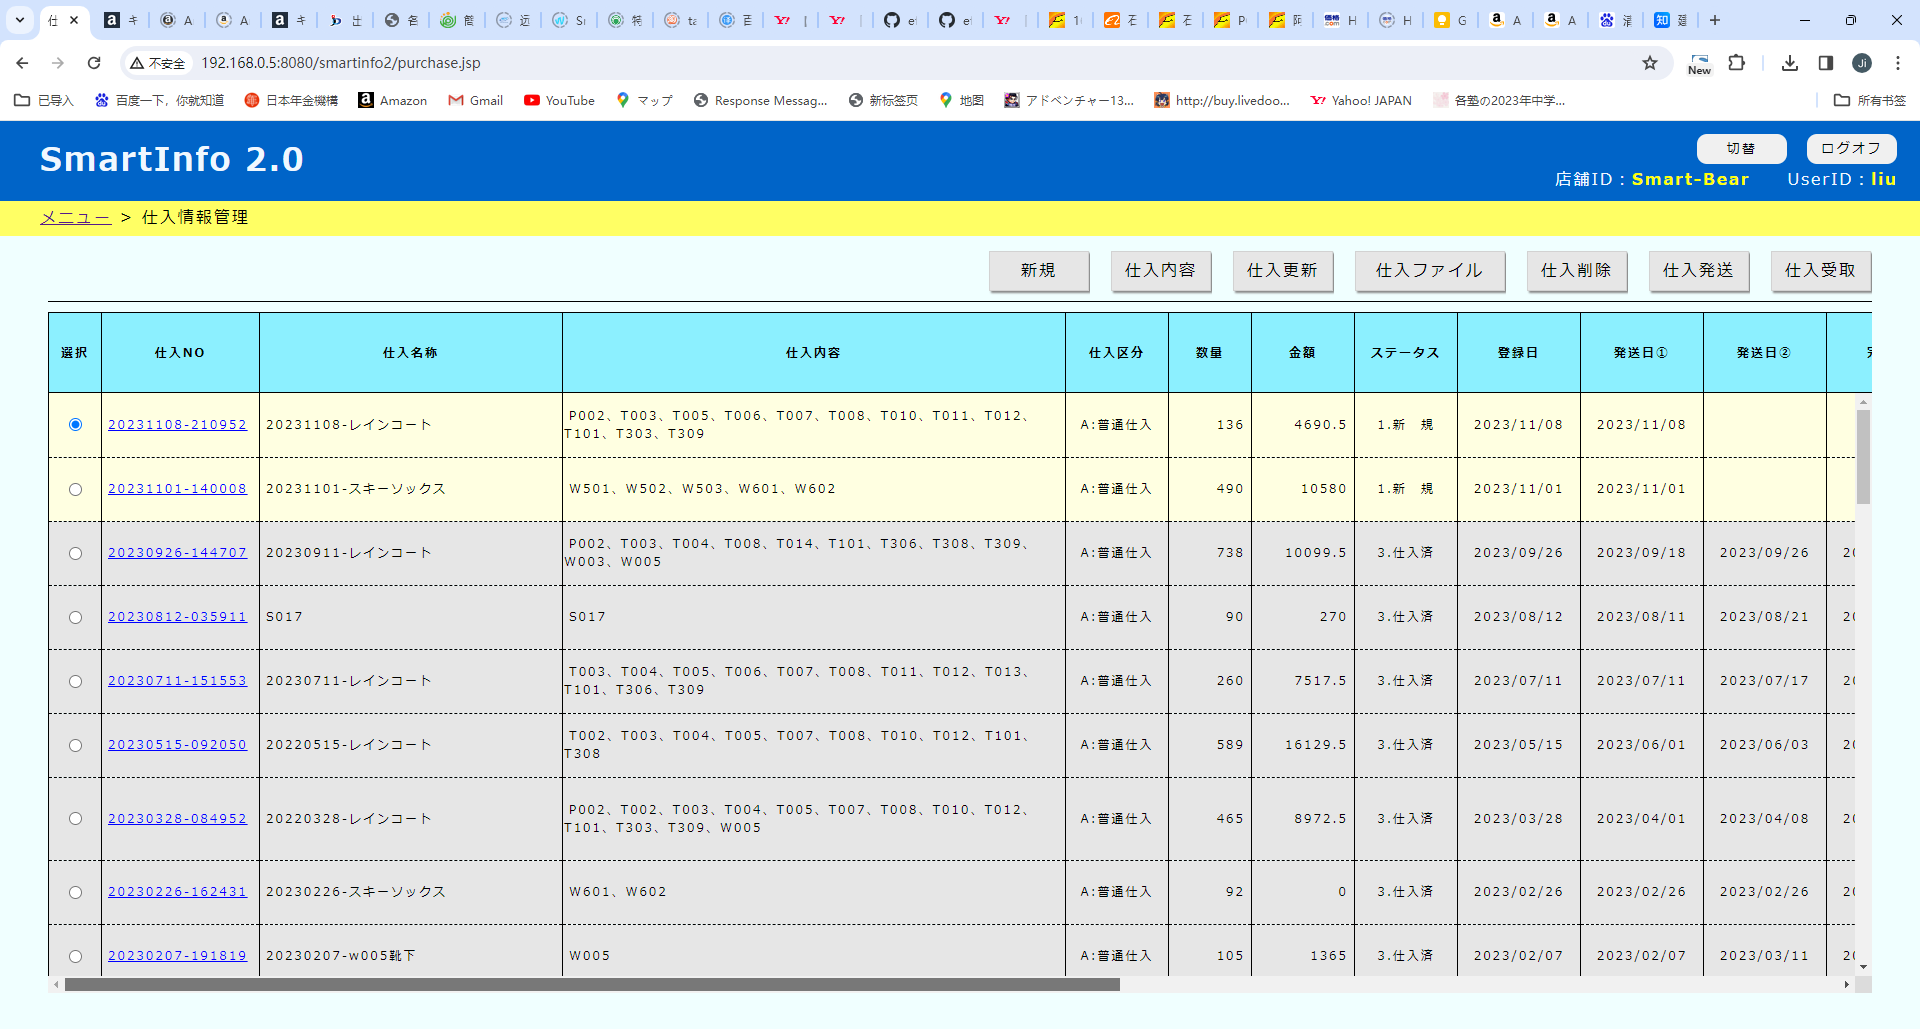 不安全
192.168.0.5:8080/smartinfo2/purchase.jsp
New
Ji
已导入
百度一下，你就知道
日本年金機構
Amazon
Gmail
YouTube
マップ
Response Messag...
新标签页
地图
アドベンチャー13...
http://buy.livedoo...
Yahoo! JAPAN
各塾の2023年中学...
所有书签
SmartInfo 2.0
切替
ログオフ
店舗ID：Smart-Bear UserID：liu
メニュー > 仕入情報管理
新規 仕入内容 仕入更新 仕入ファイル 仕入削除 仕入発送 仕入受取
選択 仕入NO 仕入名称 仕入内容 仕入区分 数量 金額 ステータス 登録日 発送日① 発送日②
20231108-210952 20231108-レインコート P002、T003、T005、T006、T007、T008、T010、T011、T012、
T101、T303、T309 A:普通仕入 136 4690.5 1.新　規 2023/11/08 2023/11/08
20231101-140008 20231101-スキーソックス W501、W502、W503、W601、W602 A:普通仕入 490 10580 1.新　規 2023/11/01 2023/11/01
20230926-144707 20230911-レインコート P002、T003、T004、T008、T014、T101、T306、T308、T309、
W003、W005 A:普通仕入 738 10099.5 3.仕入済 2023/09/26 2023/09/18 2023/09/26 20
20230812-035911 S017 S017 A:普通仕入 90 270 3.仕入済 2023/08/12 2023/08/11 2023/08/21 20
20230711-151553 20230711-レインコート T003、T004、T005、T006、T007、T008、T011、T012、T013、
T101、T306、T309 A:普通仕入 260 7517.5 3.仕入済 2023/07/11 2023/07/11 2023/07/17 20
20230515-092050 20220515-レインコート T002、T003、T004、T005、T007、T008、T010、T012、T101、
T308 A:普通仕入 589 16129.5 3.仕入済 2023/05/15 2023/06/01 2023/06/03 20
20230328-084952 20220328-レインコート P002、T002、T003、T004、T005、T007、T008、T010、T012、
T101、T303、T309、W005 A:普通仕入 465 8972.5 3.仕入済 2023/03/28 2023/04/01 2023/04/08 20
20230226-162431 20230226-スキーソックス W601、W602 A:普通仕入 92 0 3.仕入済 2023/02/26 2023/02/26 2023/02/26 20
20230207-191819 20230207-w005靴下 W005 A:普通仕入 105 1365 3.仕入済 2023/02/07 2023/02/07 2023/03/11 20